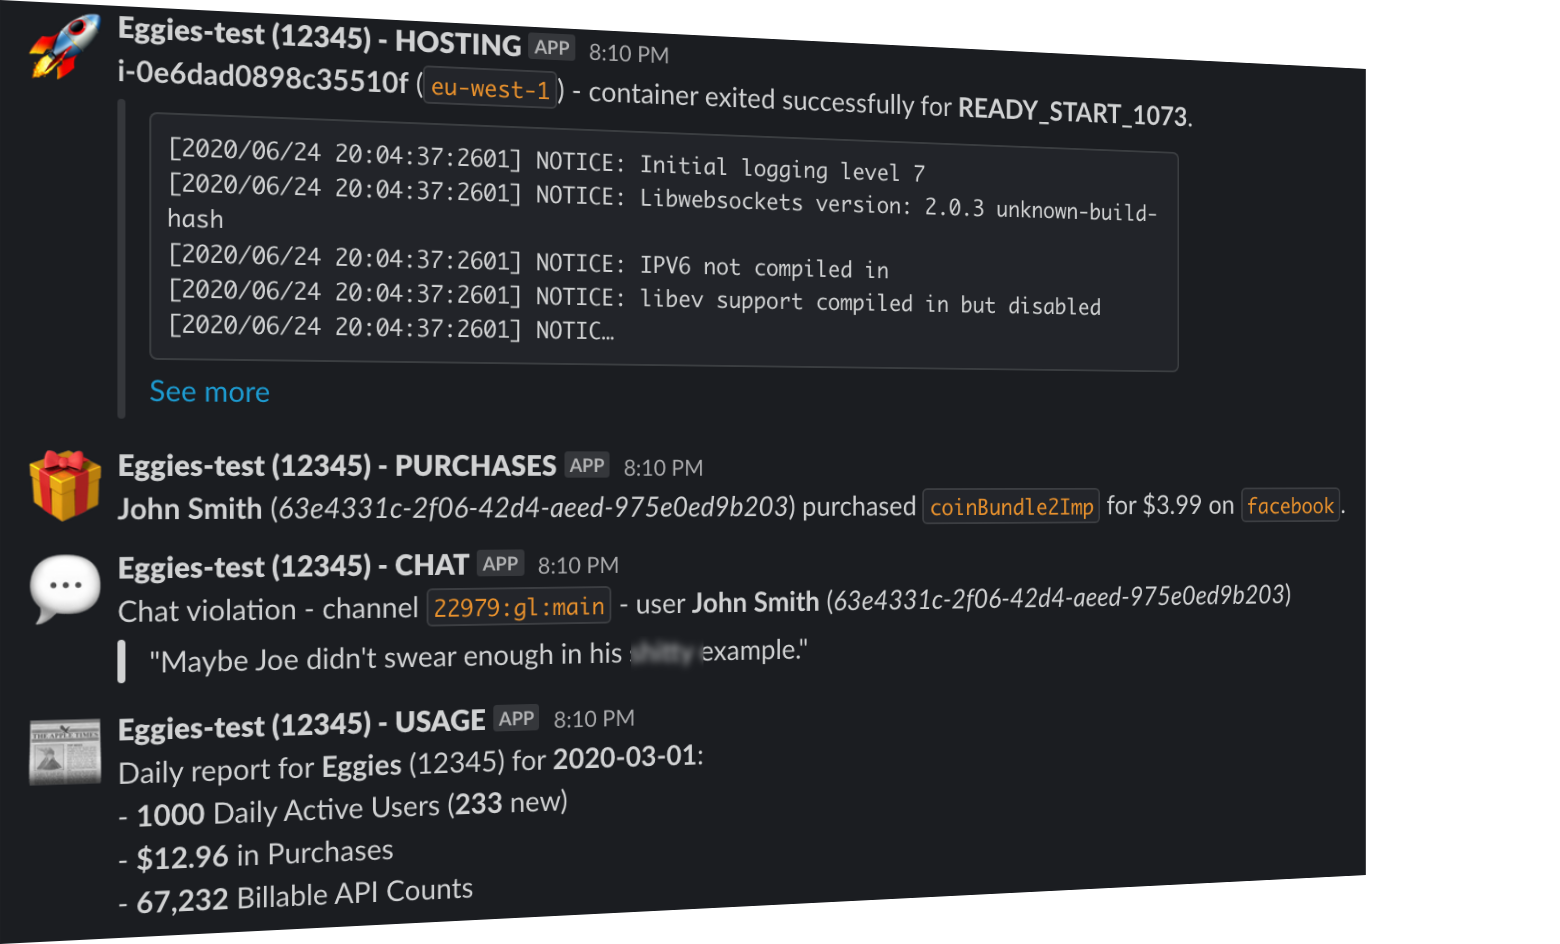 Eggies-test (12345) - HOSTING APP 8:10 PM
i-0e6dad0898c35510f (eu-west-1) - container exited successfully for READY_START_1073.
[2020/06/24 20:04:37:2601] NOTICE: Initial logging level 7
[2020/06/24 20:04:37:2601] NOTICE: Libwebsockets version: 2.0.3 unknown-build-
hash
[2020/06/24 20:04:37:2601] NOTICE: IPV6 not compiled in
[2020/06/24 20:04:37:2601] NOTICE: libev support compiled in but disabled
[2020/06/24 20:04:37:2601] NOTIC…
See more
Eggies-test (12345) - PURCHASES APP 8:10 PM
John Smith (63e4331c-2f06-42d4-aeed-975e0ed9b203) purchased coinBundle2Imp for $3.99 on facebook.
Eggies-test (12345) - CHAT APP 8:10 PM
Chat violation - channel 22979:gl:main - user John Smith (63e4331c-2f06-42d4-aeed-975e0ed9b203)
"Maybe Joe didn't swear enough in his example."
THE APPLE TIMES
Eggies-test (12345) - USAGE APP 8:10 PM
Daily report for Eggies (12345) for 2020-03-01:
- 1000 Daily Active Users (233 new)
- $12.96 in Purchases
- 67,232 Billable API Counts